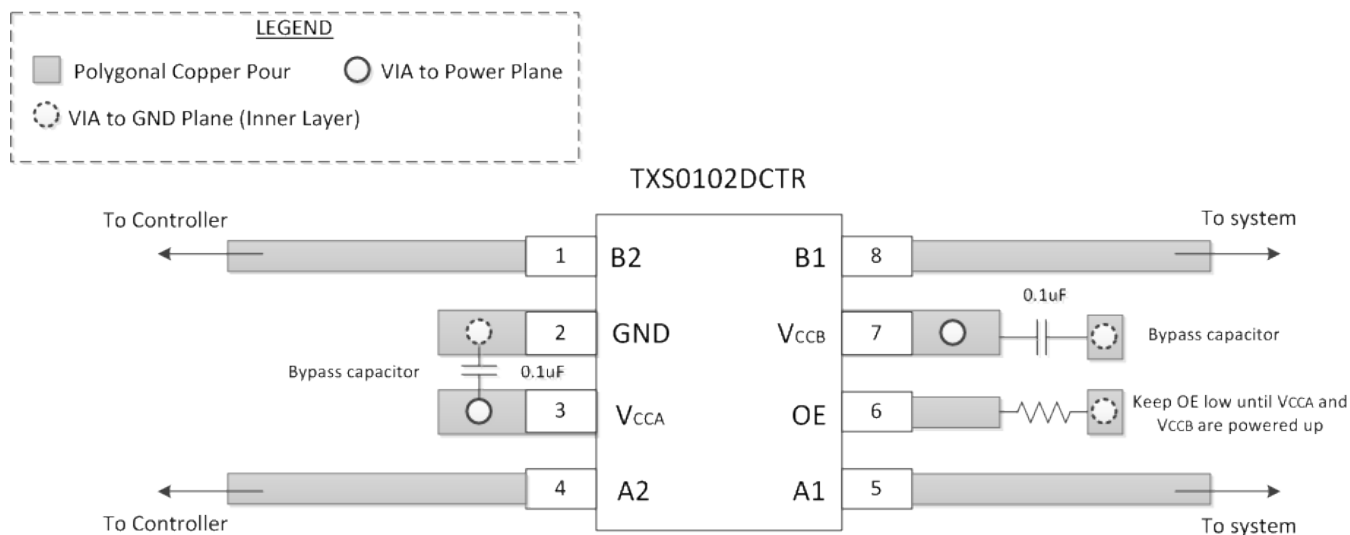 LEGEND
Polygonal Copper Pour
VIA to Power Plane
VIA to GND Plane (Inner Layer)
TXS0102DCTR
To Controller
To system
1
B2
B1
8
0.1uF
2
GND
VCCB
7
Bypass capacitor
Bypass capacitor
0.1uF
3
VCCA
OE
6
Keep OE low until VCCA and
VCCB are powered up
4
A2
A1
5
To Controller
To system